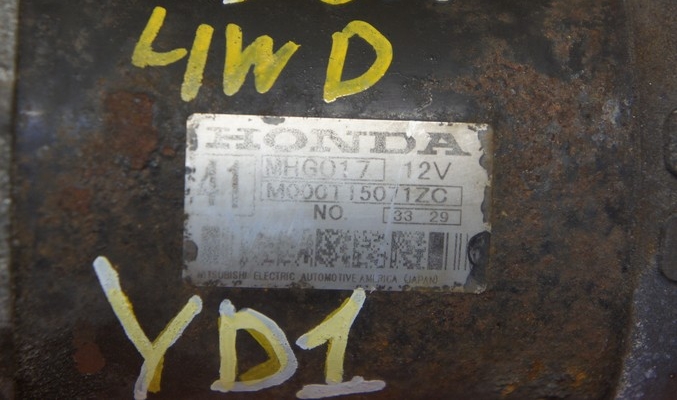 4WD
HONDA
41 MHG017 12V
M000T15071ZC
NO. 33 29
MITSUBISHI ELECTRIC AUTOMOTIVE AMERICA (JAPAN)
YD1